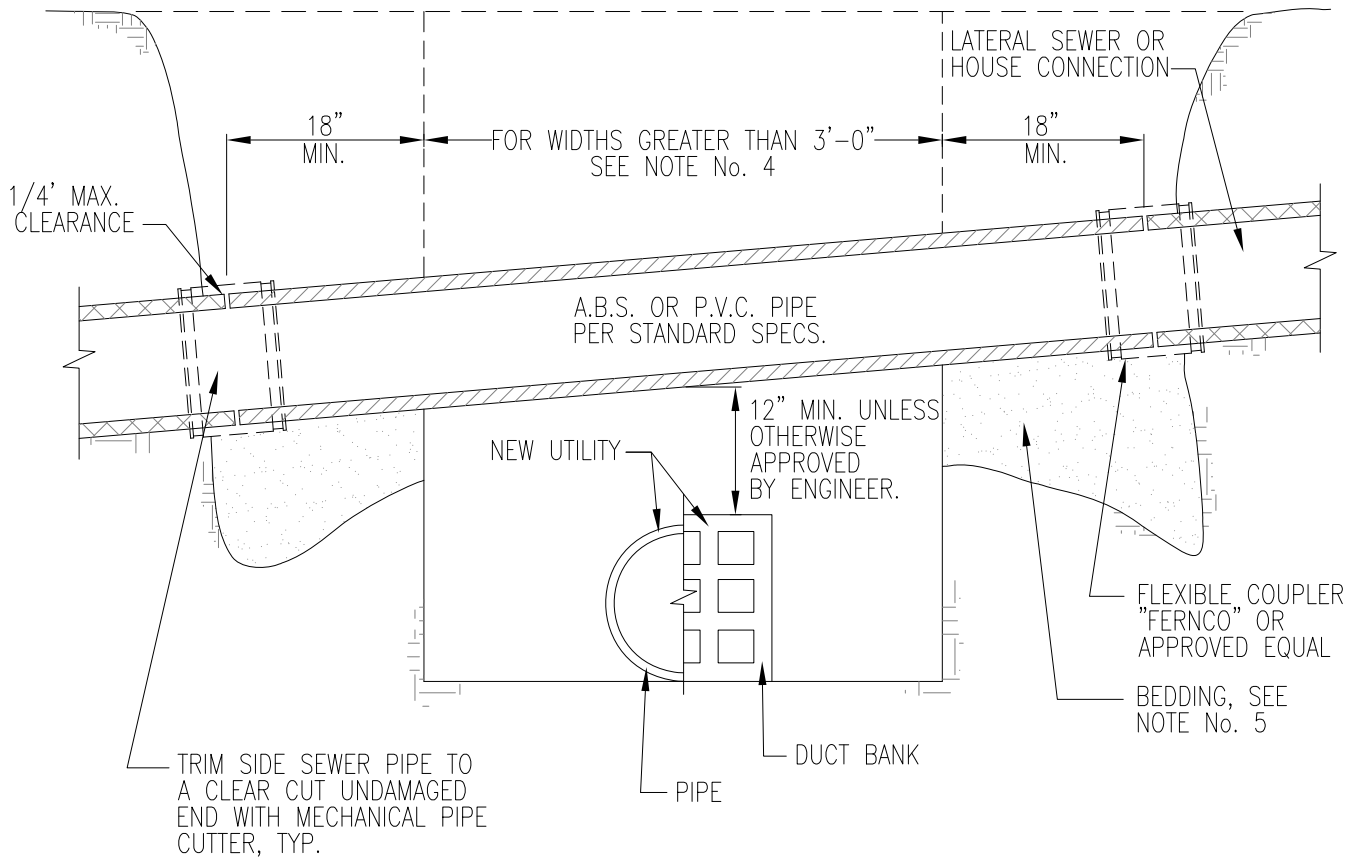 LATERAL SEWER OR
HOUSE CONNECTION
18"
MIN.
FOR WIDTHS GREATER THAN 3'-0"
SEE NOTE No. 4
18"
MIN.
1/4' MAX.
CLEARANCE
A.B.S. OR P.V.C. PIPE
PER STANDARD SPECS.
12" MIN. UNLESS
OTHERWISE
APPROVED
BY ENGINEER.
NEW UTILITY
FLEXIBLE COUPLER
"FERNCO" OR
APPROVED EQUAL
BEDDING, SEE
NOTE No. 5
DUCT BANK
PIPE
TRIM SIDE SEWER PIPE TO
A CLEAR CUT UNDAMAGED
END WITH MECHANICAL PIPE
CUTTER, TYP.